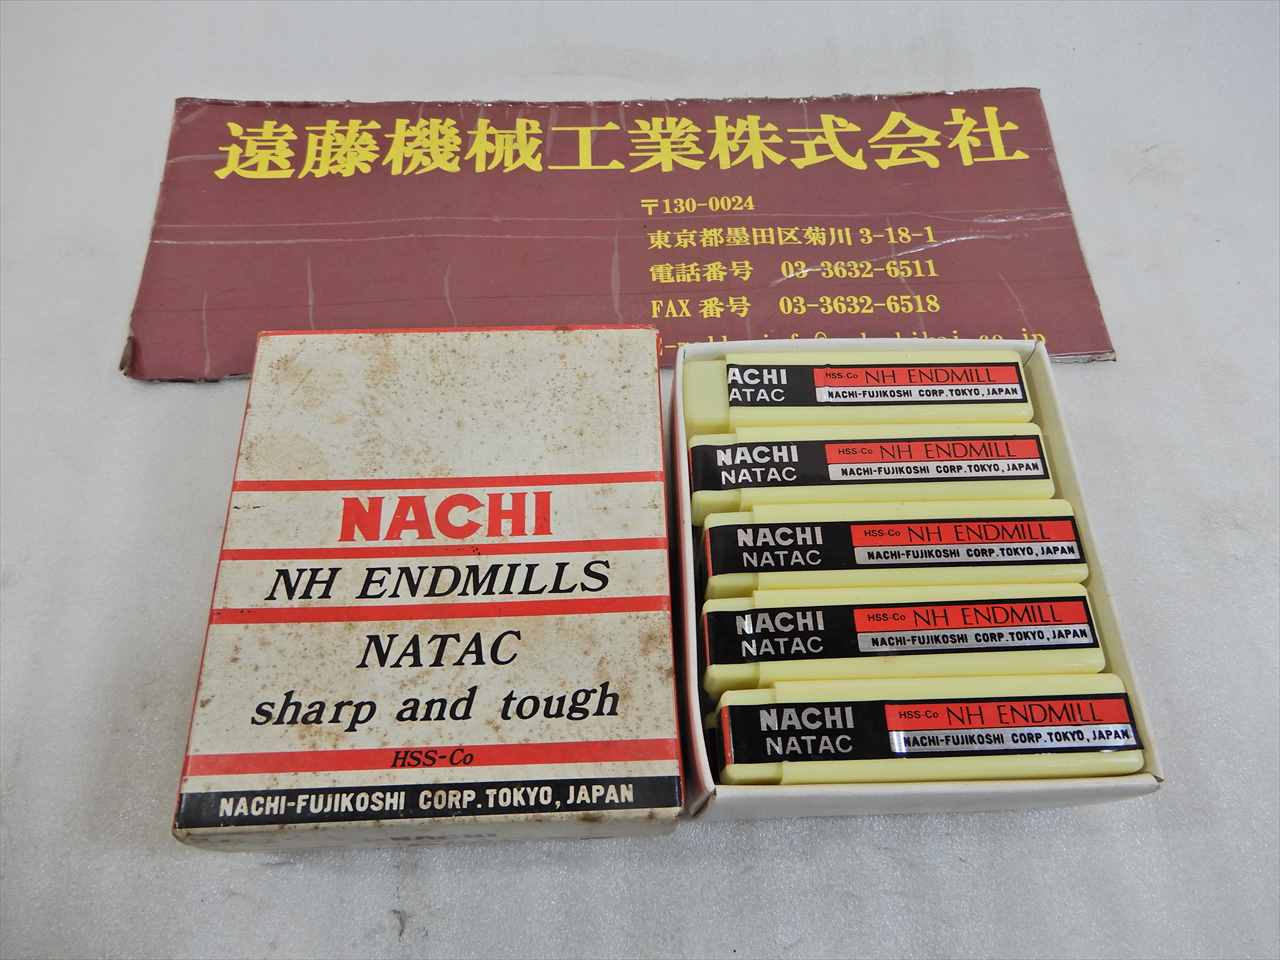 遠藤機械工業株式会社
〒130-0024
東京都墨田区菊川 3-18-1
電話番号 03-3632-6511
FAX 番号 03-3632-6518
NACHI
NH ENDMILLS
NATAC
sharp and tough
HSS-Co
NACHI-FUJIKOSHI CORP. TOKYO, JAPAN
NACHI
ACHI
ATAC
HSS-Co NH ENDMILL
NACHI-FUJIKOSHI CORP. TOKYO, JAPAN
NACHI
NATAC
HSS-Co NH ENDMILL
NACHI-FUJIKOSHI CORP. TOKYO, JAPAN
NACHI
NATAC
HSS-Co NH ENDMILL
NACHI-FUJIKOSHI CORP. TOKYO, JAPAN
NACHI
NATAC
HSS-Co NH ENDMILL
NACHI-FUJIKOSHI CORP. TOKYO, JAPAN
NACHI
NATAC
HSS-Co NH ENDMILL
NACHI-FUJIKOSHI CORP. TOKYO, JAPAN